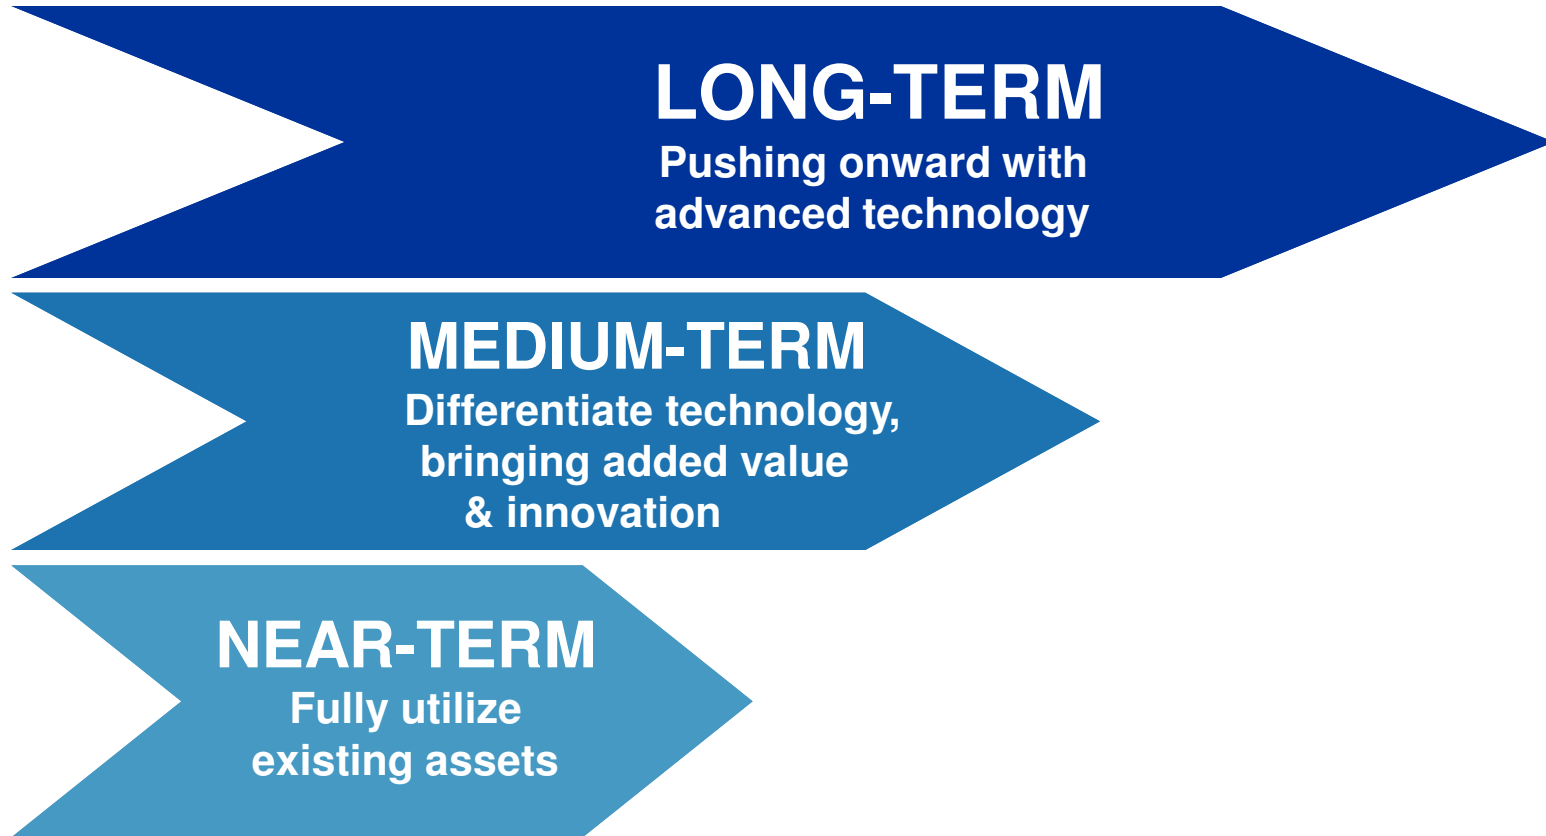 LONG-TERM
Pushing onward with
advanced technology
MEDIUM-TERM
Differentiate technology,
bringing added value
& innovation
NEAR-TERM
Fully utilize
existing assets